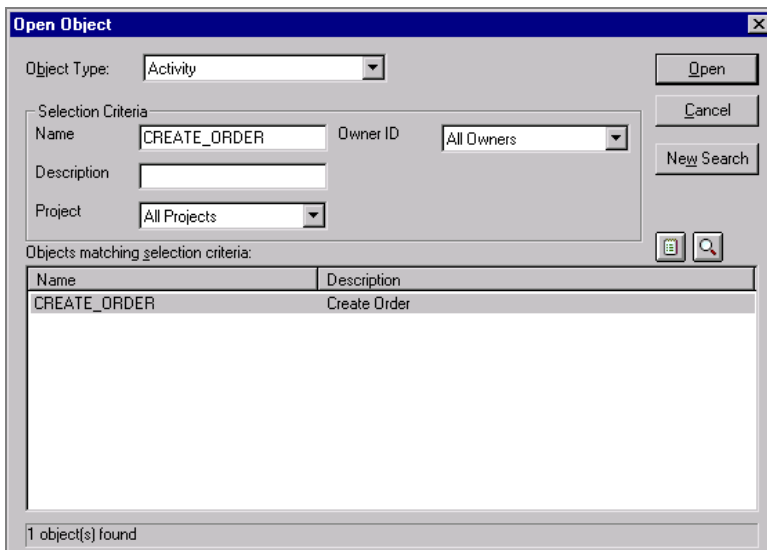 Open Object
Object Type: Activity Open
Selection Criteria Cancel
Name CREATE_ORDER Owner ID All Owners
New Search
Description
Project All Projects
Objects matching selection criteria:
Name Description
CREATE_ORDER Create Order
1 object(s) found